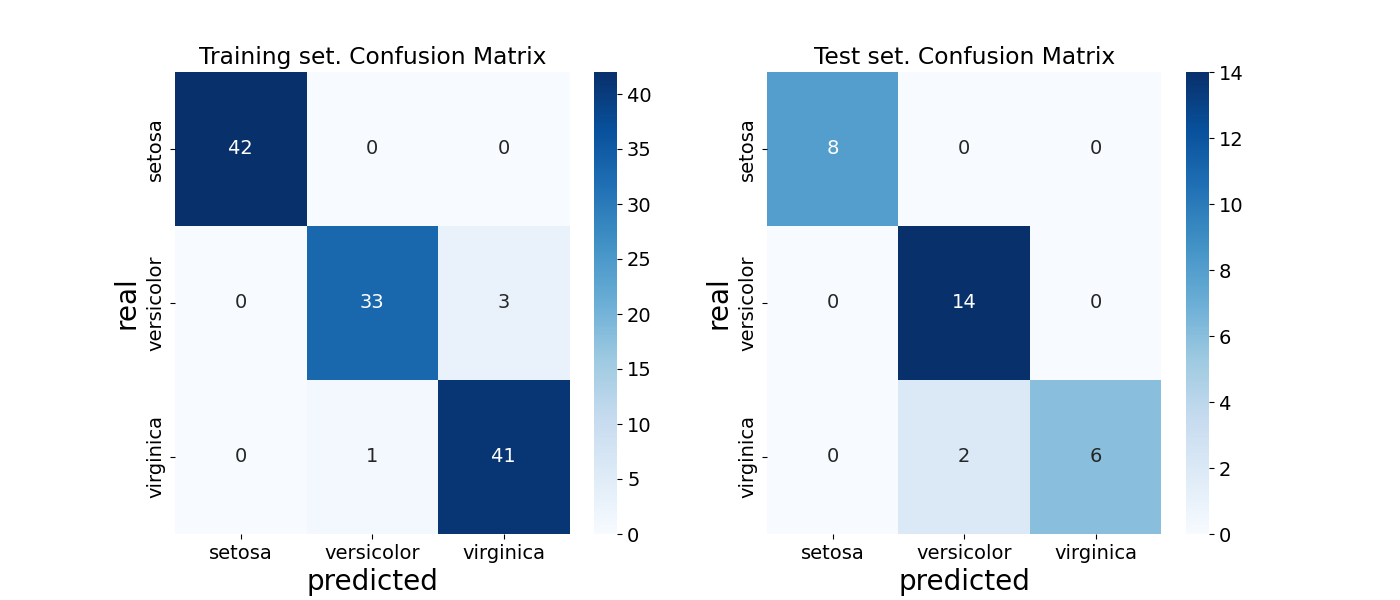 Training set. Confusion Matrix
setosa
versicolor
virginica
real
42 0 0
0 33 3
0 1 41
setosa versicolor virginica
predicted
40
35
30
25
20
15
10
5
0
Test set. Confusion Matrix
setosa
versicolor
virginica
real
8 0 0
0 14 0
0 2 6
setosa versicolor virginica
predicted
14
12
10
8
6
4
2
0